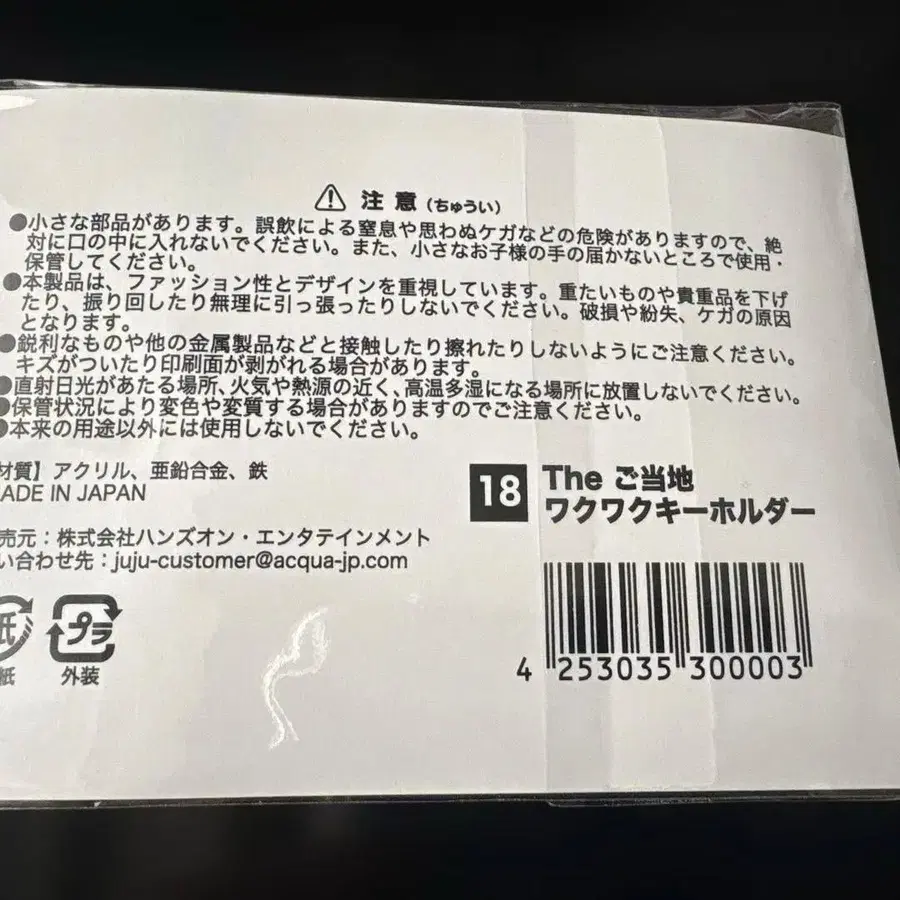 注意（ちゅうい）
●小さな部品があります。誤飲による窒息や思わぬケガなどの危険がありますので、絶
対に口の中に入れないでください。また、小さなお子様の手の届かないところで使用・
保管してください。
●本製品は、ファッション性とデザインを重視しています。重たいものや貴重品を下げ
たり、振り回したり無理に引っ張ったりしないでください。破損や紛失、ケガの原因
となります。
●鋭利なものや他の金属製品などと接触したり擦れたりしないようにご注意ください。
キズがついたり印刷面が剥がれる場合があります。
●直射日光があたる場所、火気や熱源の近く、高温多湿になる場所に放置しないでください。
●保管状況により変色や変質する場合がありますのでご注意ください。
●本来の用途以外には使用しないでください。
材質】アクリル、亜鉛合金、鉄
MADE IN JAPAN
売元：株式会社ハンズオン・エンタテインメント
い合わせ先：juju-customer@acqua-jp.com
18 The ご当地
ワクワクキーホルダー
紙 プラ
紙 外装
4 253035 300003